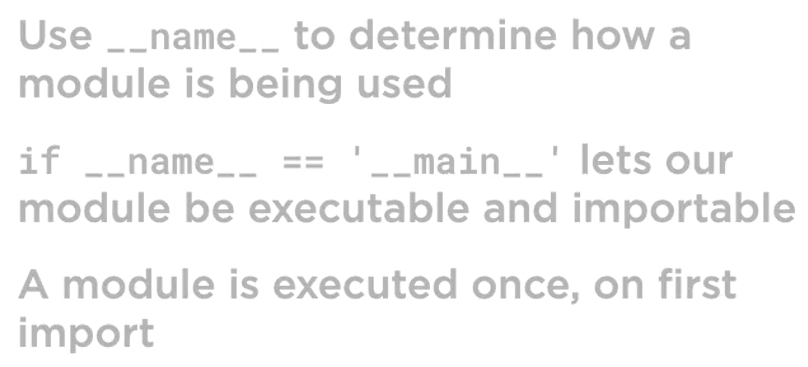 Use __name__ to determine how a
module is being used
if __name__ == '__main__' lets our
module be executable and importable
A module is executed once, on first
import